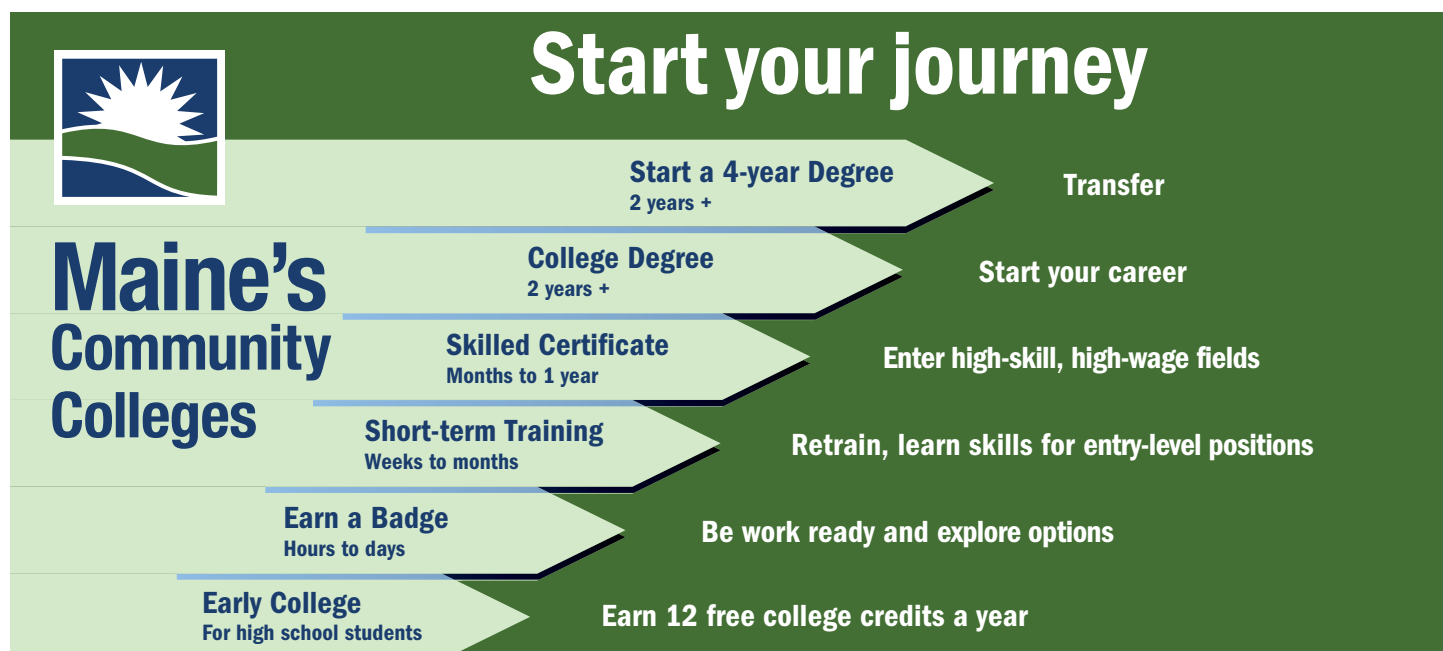 Start your journey
Maine's
Community
Colleges
Start a 4-year Degree
2 years +
Transfer
College Degree
2 years +
Start your career
Skilled Certificate
Months to 1 year
Enter high-skill, high-wage fields
Short-term Training
Weeks to months
Retrain, learn skills for entry-level positions
Earn a Badge
Hours to days
Be work ready and explore options
Early College
For high school students
Earn 12 free college credits a year